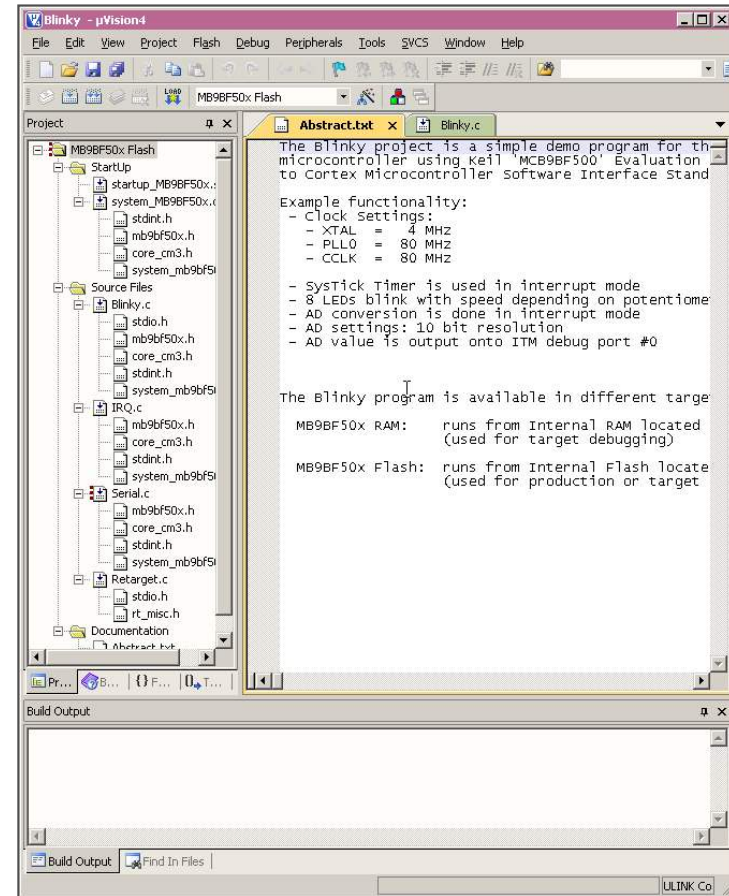 Blinky - µVision4
File Edit View Project Flash Debug Peripherals Tools SVCS Window Help
LOAD MB9BF50x Flash
Project
Abstract.txt Blinky.c
MB9BF50x Flash
StartUp
startup_MB9BF50x.
system_MB9BF50x.
stdint.h
mb9bf50x.h
core_cm3.h
system_mb9bf5
Source Files
Blinky.c
stdio.h
mb9bf50x.h
core_cm3.h
stdint.h
system_mb9bf5
IRQ.c
mb9bf50x.h
core_cm3.h
stdint.h
system_mb9bf5
Serial.c
mb9bf50x.h
core_cm3.h
stdint.h
system_mb9bf5
Retarget.c
stdio.h
rt_misc.h
Documentation
Abstract.txt
Pr... B... {} F... 0 T...
The Blinky project is a simple demo program for th
microcontroller using Keil 'MCB9BF500' Evaluation
to Cortex Microcontroller Software Interface Stand
Example functionality:
- Clock Settings:
- XTAL = 4 MHz
- PLL0 = 80 MHz
- CCLK = 80 MHz
- SysTick Timer is used in interrupt mode
- 8 LEDs blink with speed depending on potentiome
- AD conversion is done in interrupt mode
- AD settings: 10 bit resolution
- AD value is output onto ITM debug port #0
The Blinky program is available in different targe
MB9BF50x RAM: runs from Internal RAM located
(used for target debugging)
MB9BF50x Flash: runs from Internal Flash locate
(used for production or target
Build Output
Build Output Find In Files
ULINK Co